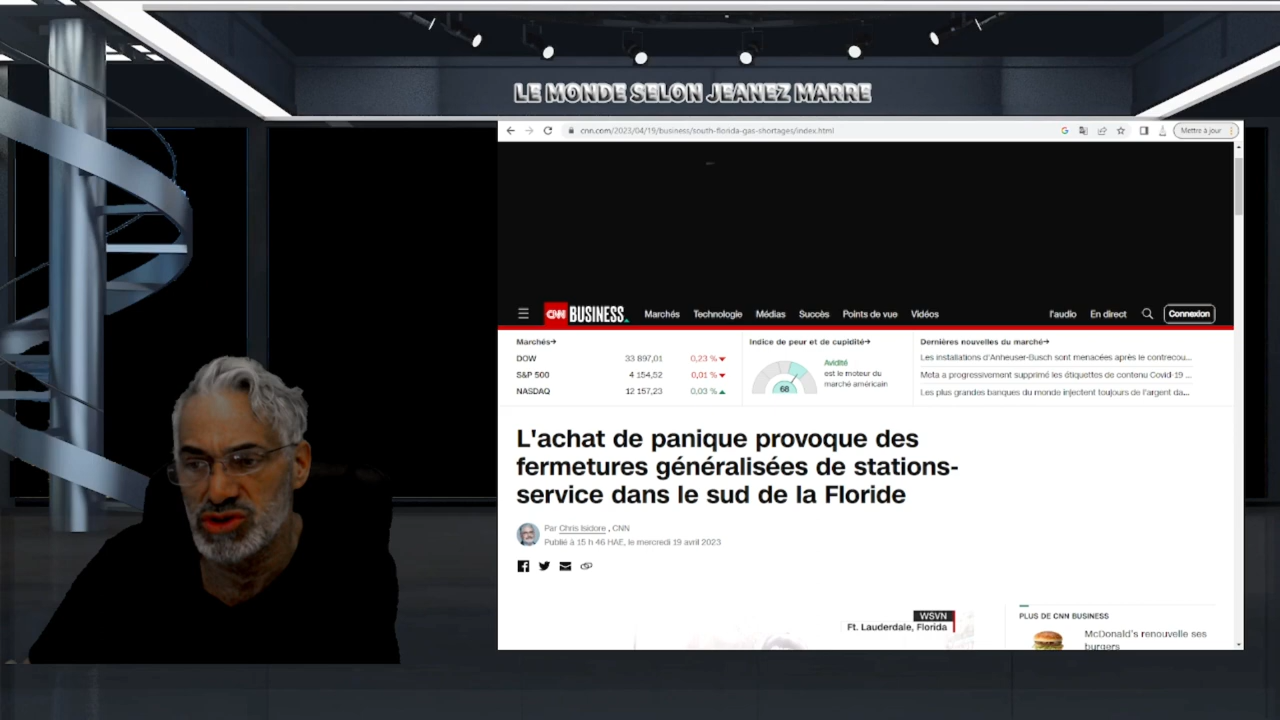 LE MONDE SELON JEANEZ MARRE
cnn.com/2023/04/19/business/south-florida-gas-shortages/index.html
Mettre à jour
CNN BUSINESS
Marchés
Technologie
Médias
Succès
Points de vue
Vidéos
l'audio
En direct
Connexion
Marchés→
DOW 33 897,01 0,23 %
S&P 500 4 154,52 0,01 %
NASDAQ 12 157,23 0,03 %
Indice de peur et de cupidité→
68
Avidité
est le moteur du
marché américain
Dernières nouvelles du marché→
Les installations d'Anheuser-Busch sont menacées après le contrecou...
Meta a progressivement supprimé les étiquettes de contenu Covid-19 ...
Les plus grandes banques du monde injectent toujours de l'argent da...
L'achat de panique provoque des
fermetures généralisées de stations-
service dans le sud de la Floride
Par Chris Isidore , CNN
Publié à 15 h 46 HAE, le mercredi 19 avril 2023
WSVN
Ft. Lauderdale, Florida
PLUS DE CNN BUSINESS
McDonald's renouvelle ses
burgers